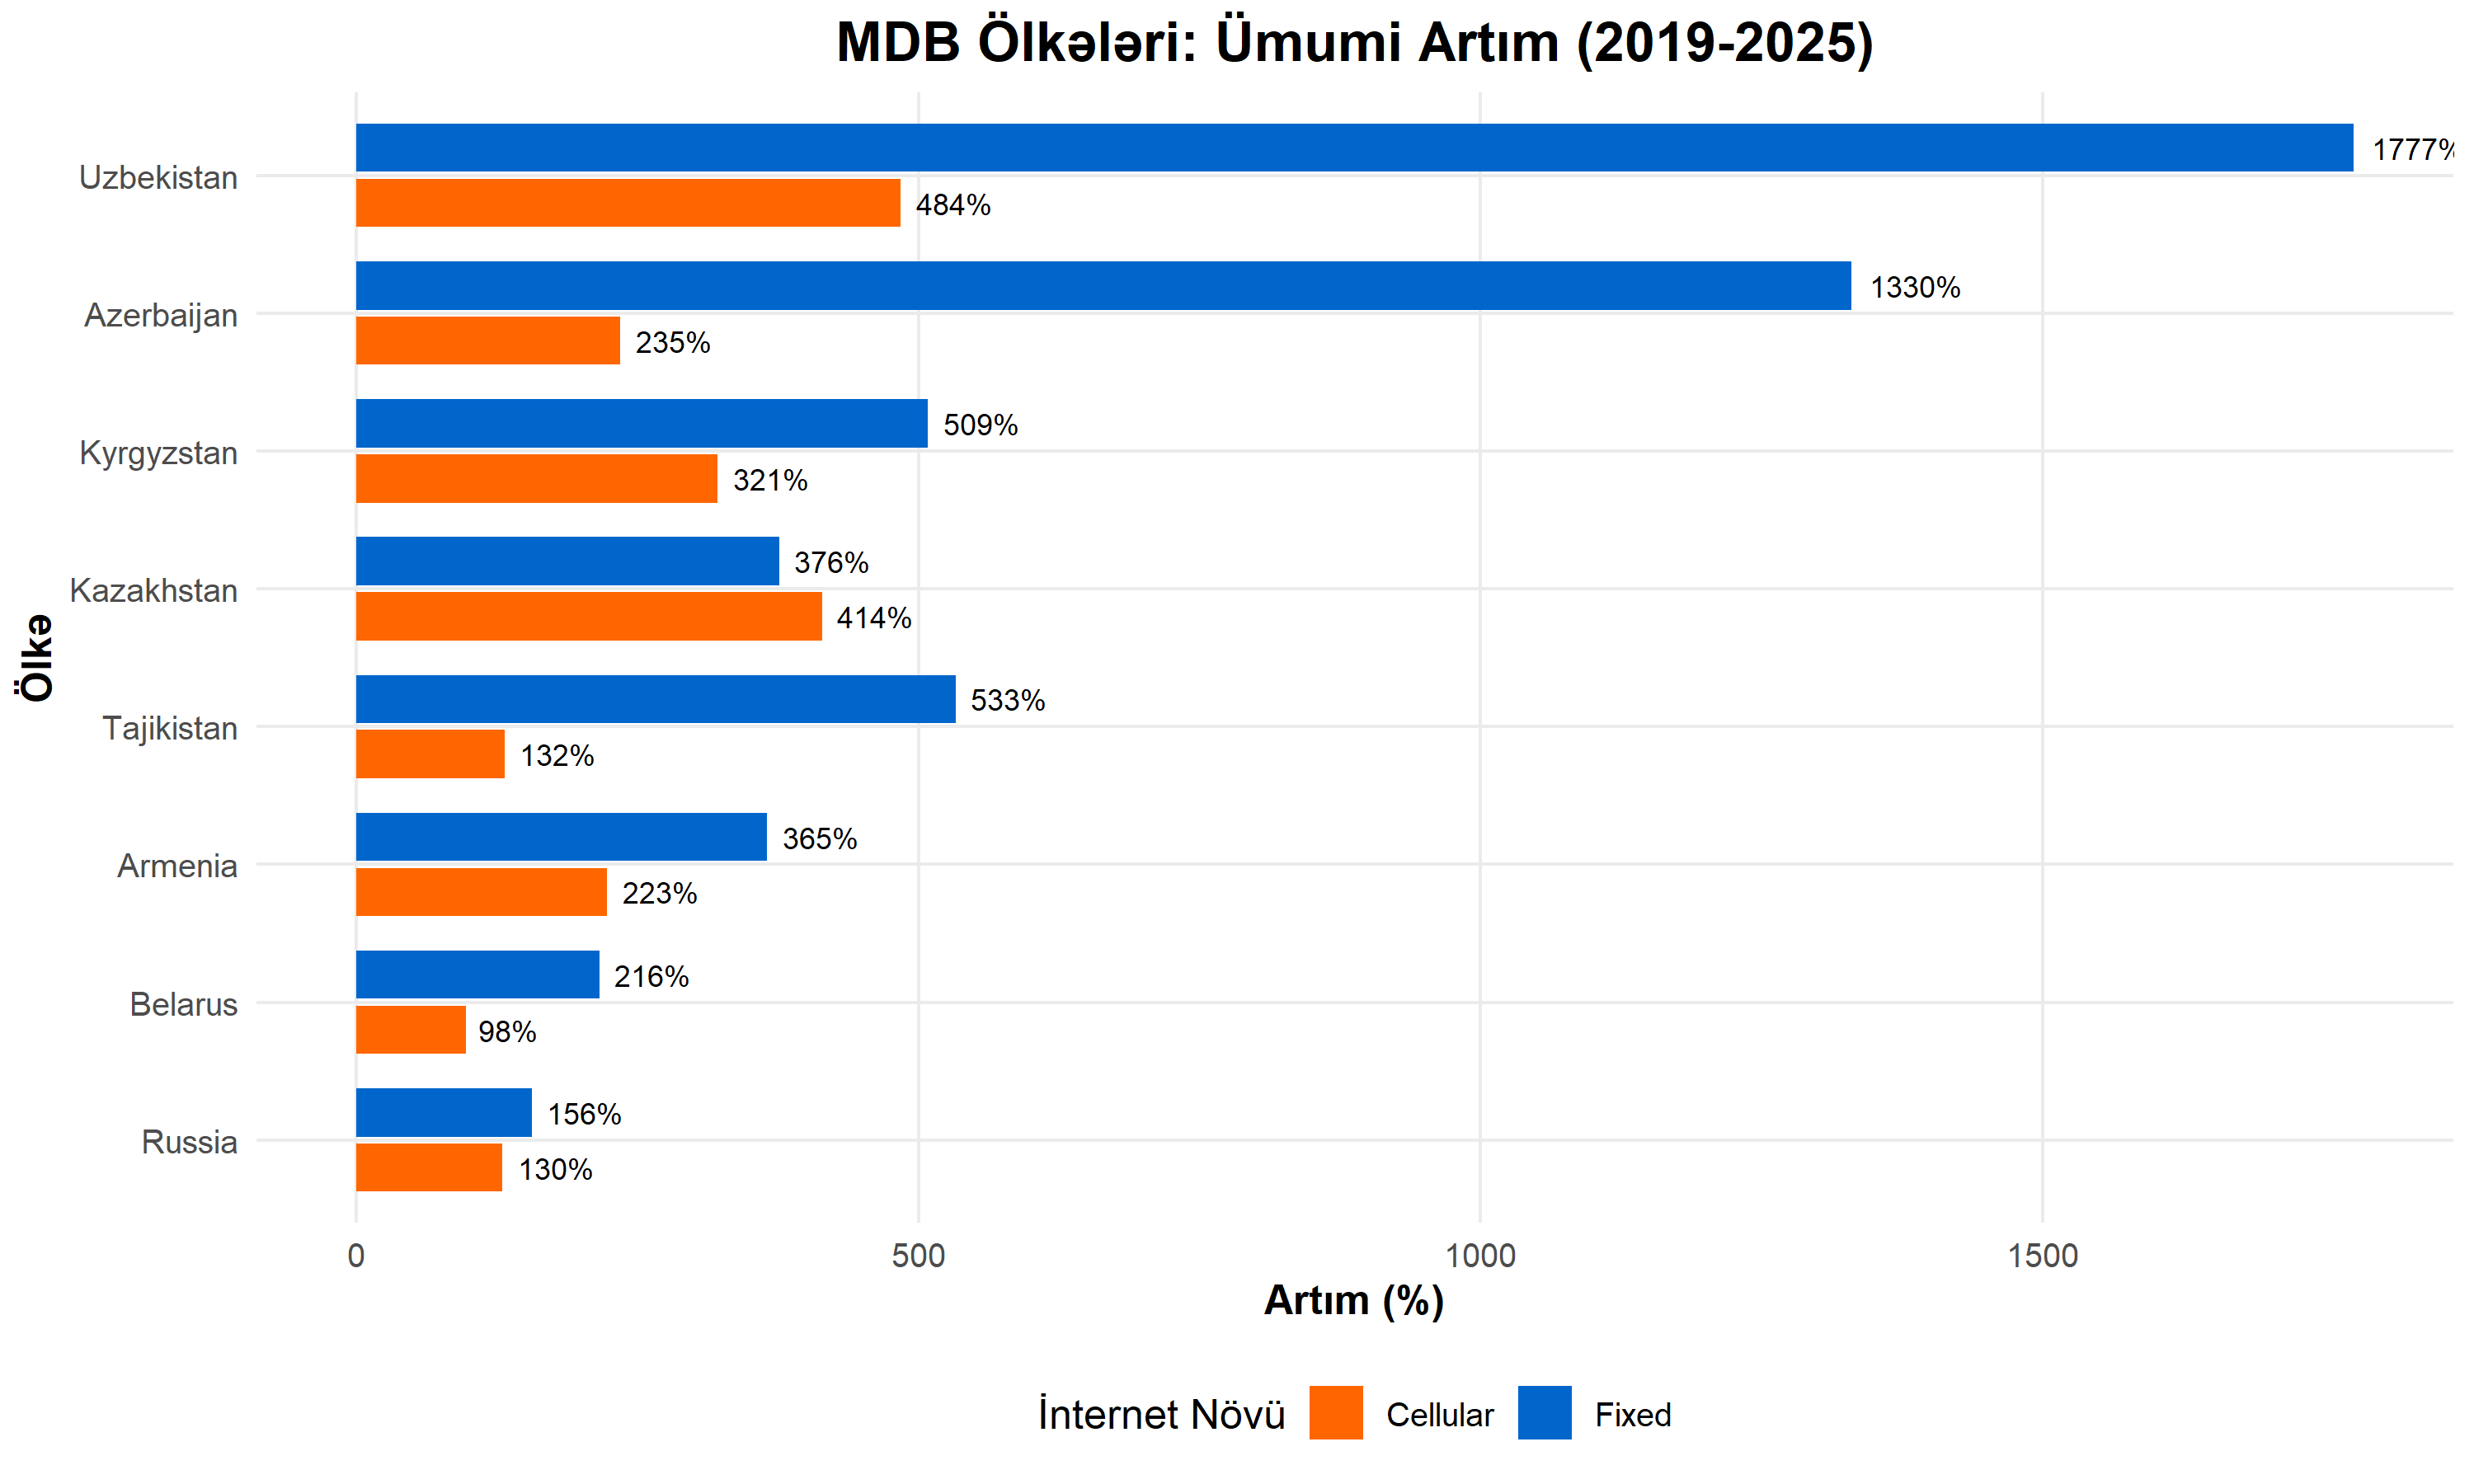 MDB Ölkələri: Ümumi Artım (2019-2025)
Ölkə
Uzbekistan
1777%
484%
Azerbaijan
1330%
235%
Kyrgyzstan
509%
321%
Kazakhstan
376%
414%
Tajikistan
533%
132%
Armenia
365%
223%
Belarus
216%
98%
Russia
156%
130%
0 500 1000 1500
Artım (%)
İnternet Növü Cellular Fixed